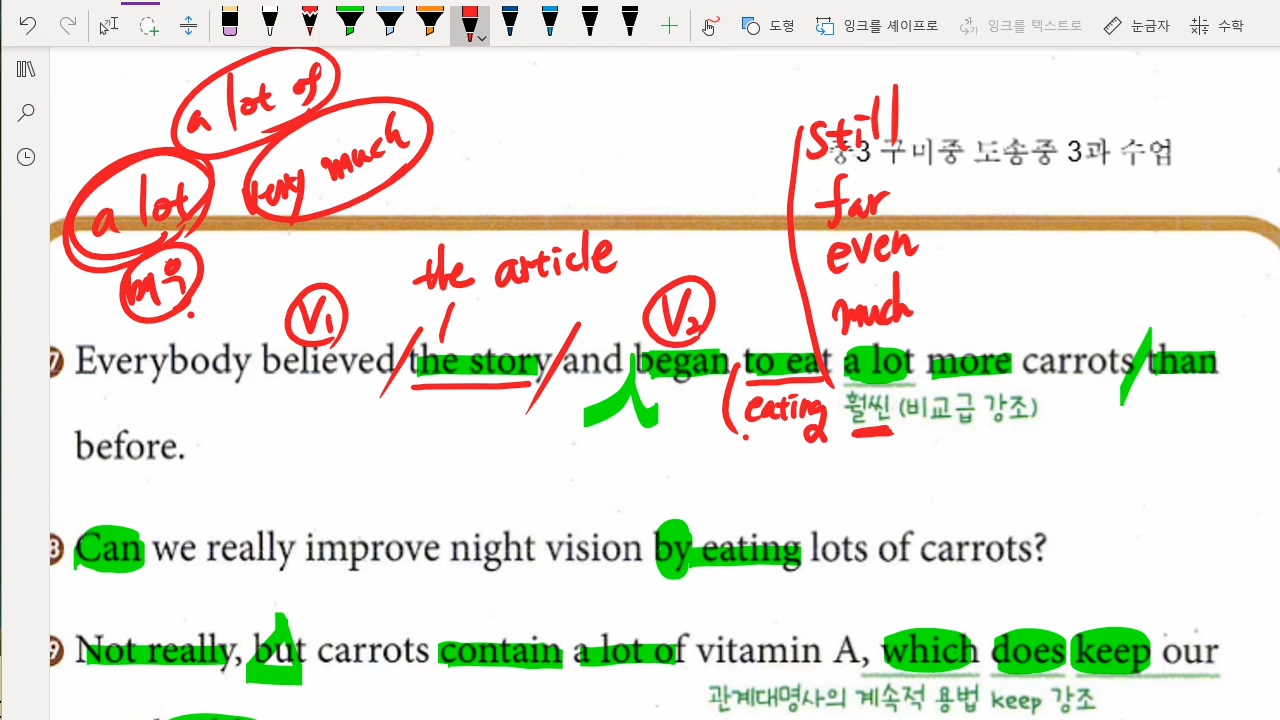 도형 잉크를 셰이프로 잉크를 텍스트로 눈금자 수학
a lot of
very much
a lot
매우
still
far
even
much
중3 구미중 도송중 3과 수업
the article
V1 V2
Everybody believed the story and began to eat a lot more carrots than
eating 훨씬 (비교급 강조)
before.
Can we really improve night vision by eating lots of carrots?
Not really, but carrots contain a lot of vitamin A, which does keep our
관계대명사의 계속적 용법 keep 강조